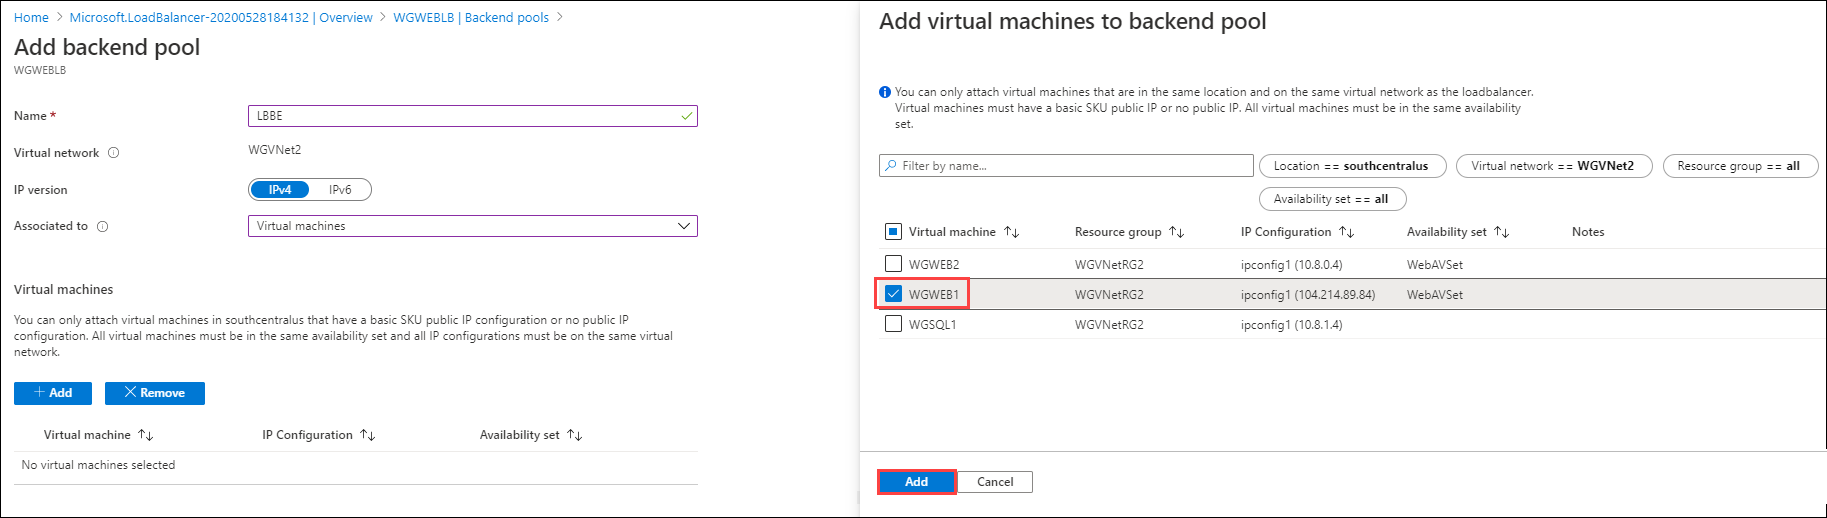 Home > Microsoft.LoadBalancer-20200528184132 | Overview > WGWEBLB | Backend pools >
Add backend pool
WGWEBLB
Name *
LBBE
Virtual network
WGVNet2
IP version
IPv4 IPv6
Associated to
Virtual machines
Virtual machines
You can only attach virtual machines in southcentralus that have a basic SKU public IP configuration or no public IP
configuration. All virtual machines must be in the same availability set and all IP configurations must be on the same virtual
network.
+ Add
Remove
Virtual machine IP Configuration Availability set
No virtual machines selected
Add virtual machines to backend pool
You can only attach virtual machines that are in the same location and on the same virtual network as the loadbalancer.
Virtual machines must have a basic SKU public IP or no public IP. All virtual machines must be in the same availability
set.
Filter by name...
Location == southcentralus
Virtual network == WGVNet2
Resource group == all
Availability set == all
Virtual machine Resource group IP Configuration Availability set Notes
WGWEB2 WGVNetRG2 ipconfig1 (10.8.0.4) WebAVSet
WGWEB1 WGVNetRG2 ipconfig1 (104.214.89.84) WebAVSet
WGSQL1 WGVNetRG2 ipconfig1 (10.8.1.4)
Add
Cancel